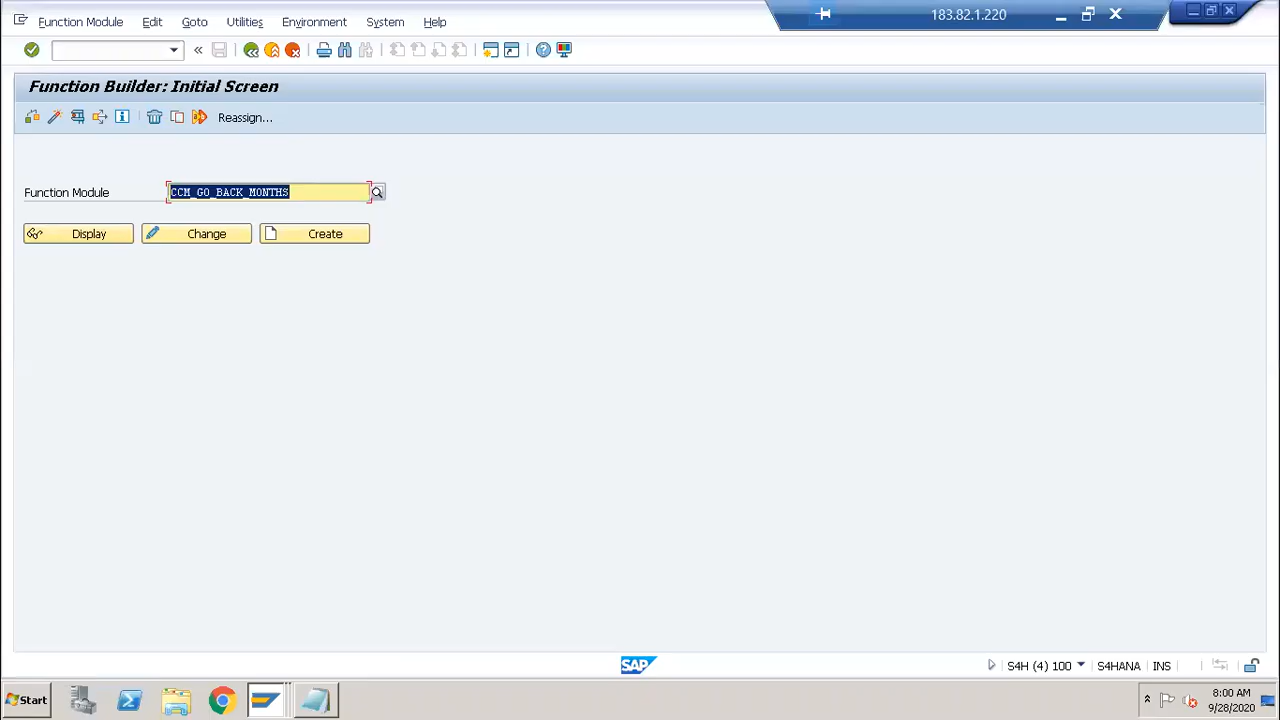 Function Module Edit Goto Utilities Environment System Help
183.82.1.220
Function Builder: Initial Screen
Reassign...
Function Module CCM_GO_BACK_MONTHS
Display Change Create
SAP
S4H (4) 100 S4HANA INS
Start
8:00 AM
9/28/2020